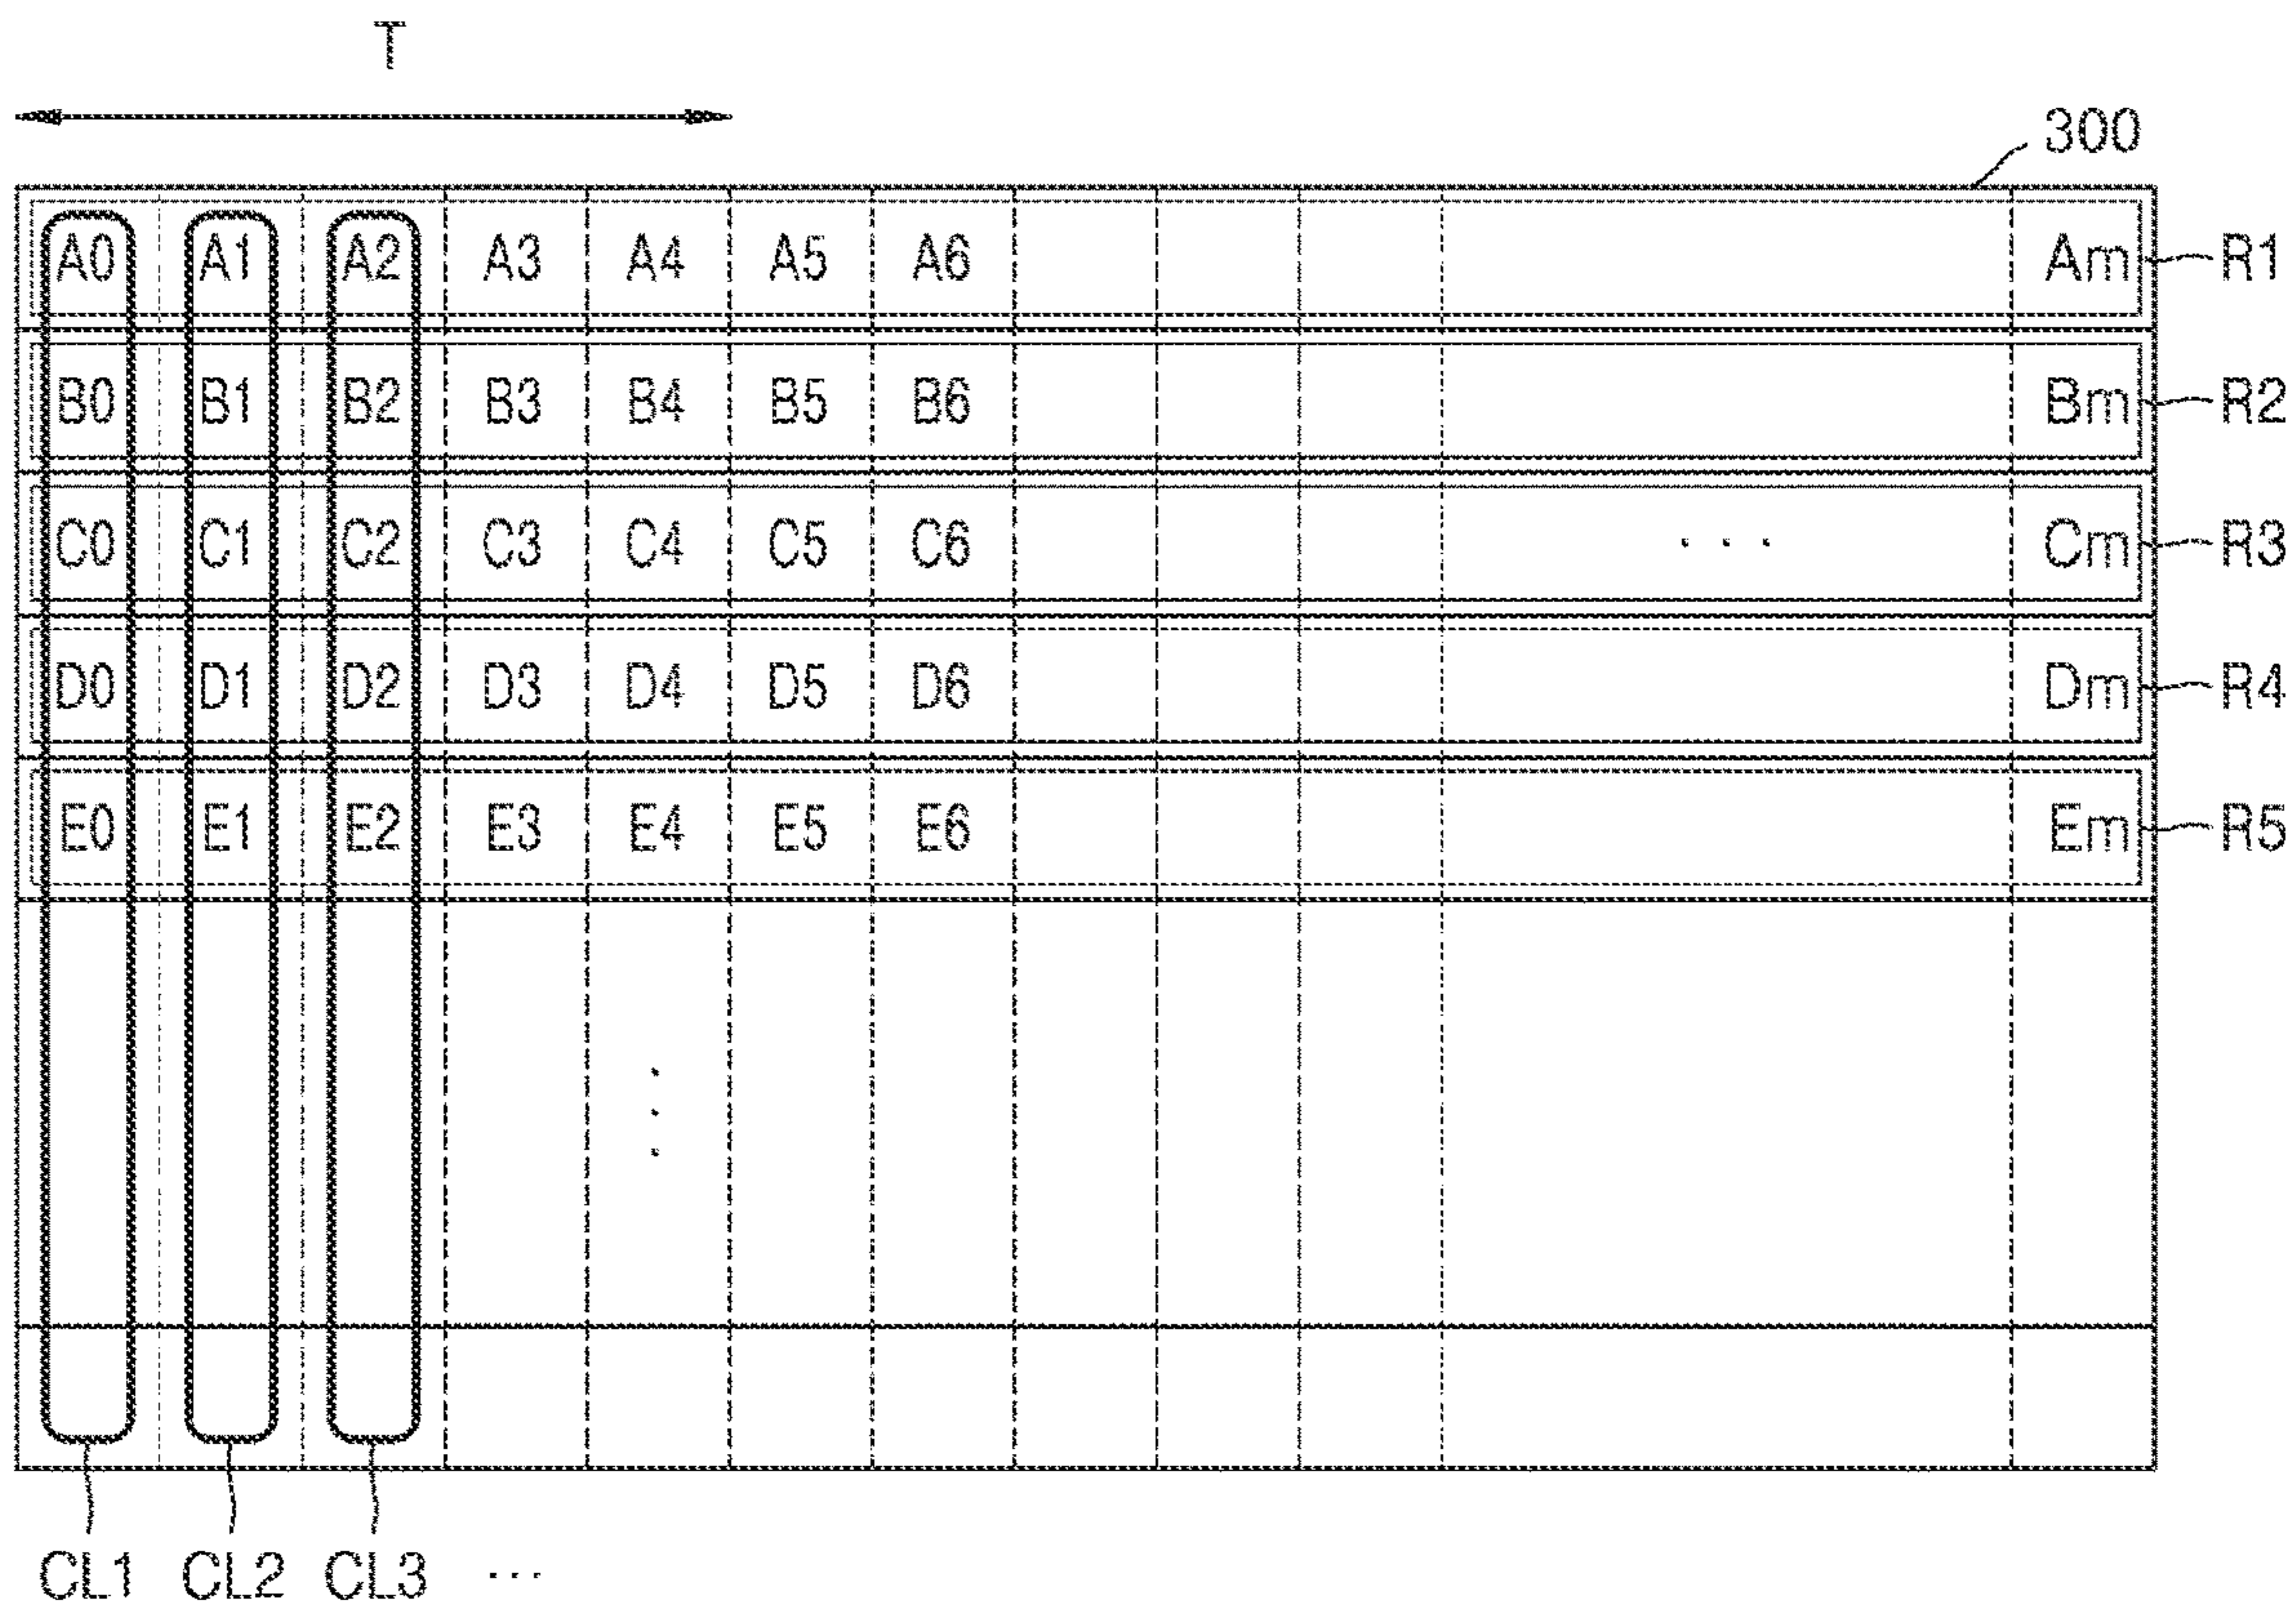 T
300
A0 A1 A2 A3 A4 A5 A6 Am R1
B0 B1 B2 B3 B4 B5 B6 Bm R2
C0 C1 C2 C3 C4 C5 C6 ... Cm R3
D0 D1 D2 D3 D4 D5 D6 Dm R4
E0 E1 E2 E3 E4 E5 E6 Em R5
CL1 CL2 CL3 ...